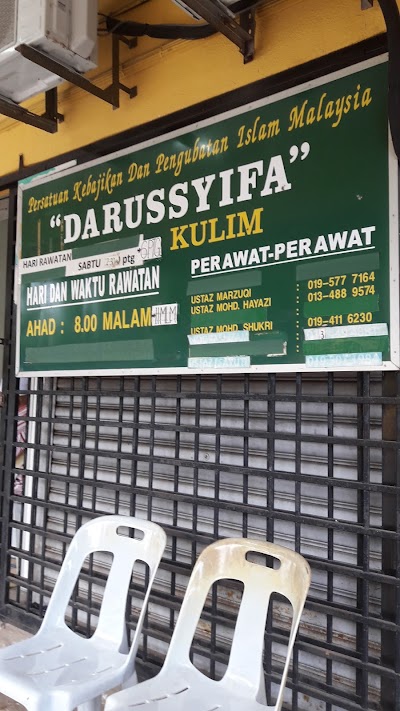 Persatuan Kebajikan Dan Pengubatan Islam Malaysia
"DARUSSYIFA"
KULIM
HARI RAWATAN
SABTU ptg
HARI DAN WAKTU RAWATAN
AHAD : 8.00 MALAM
PERAWAT-PERAWAT
USTAZ MARZUQI : 019-577 7164
USTAZ MOHD. HAYAZI : 013-488 9574
USTAZ MOHD. SHUKRI : 019-411 6230